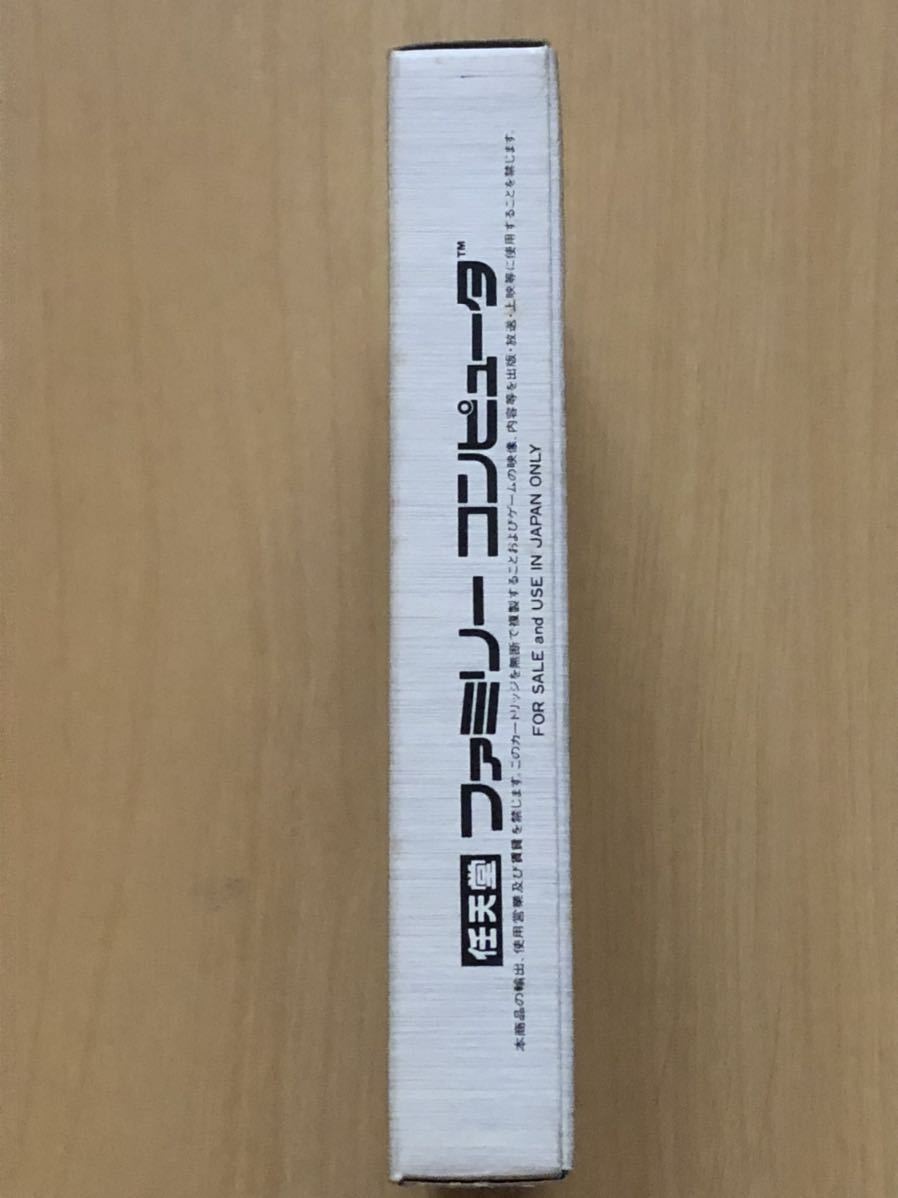 任天堂 ファミリー コンピュータ™
本商品の輸出、使用営業及び賃貸を禁じます。このカートリッジを無断で複製することおよびゲームの映像、内容等を出版・放送・上映等に使用することを禁じます。
FOR SALE and USE IN JAPAN ONLY